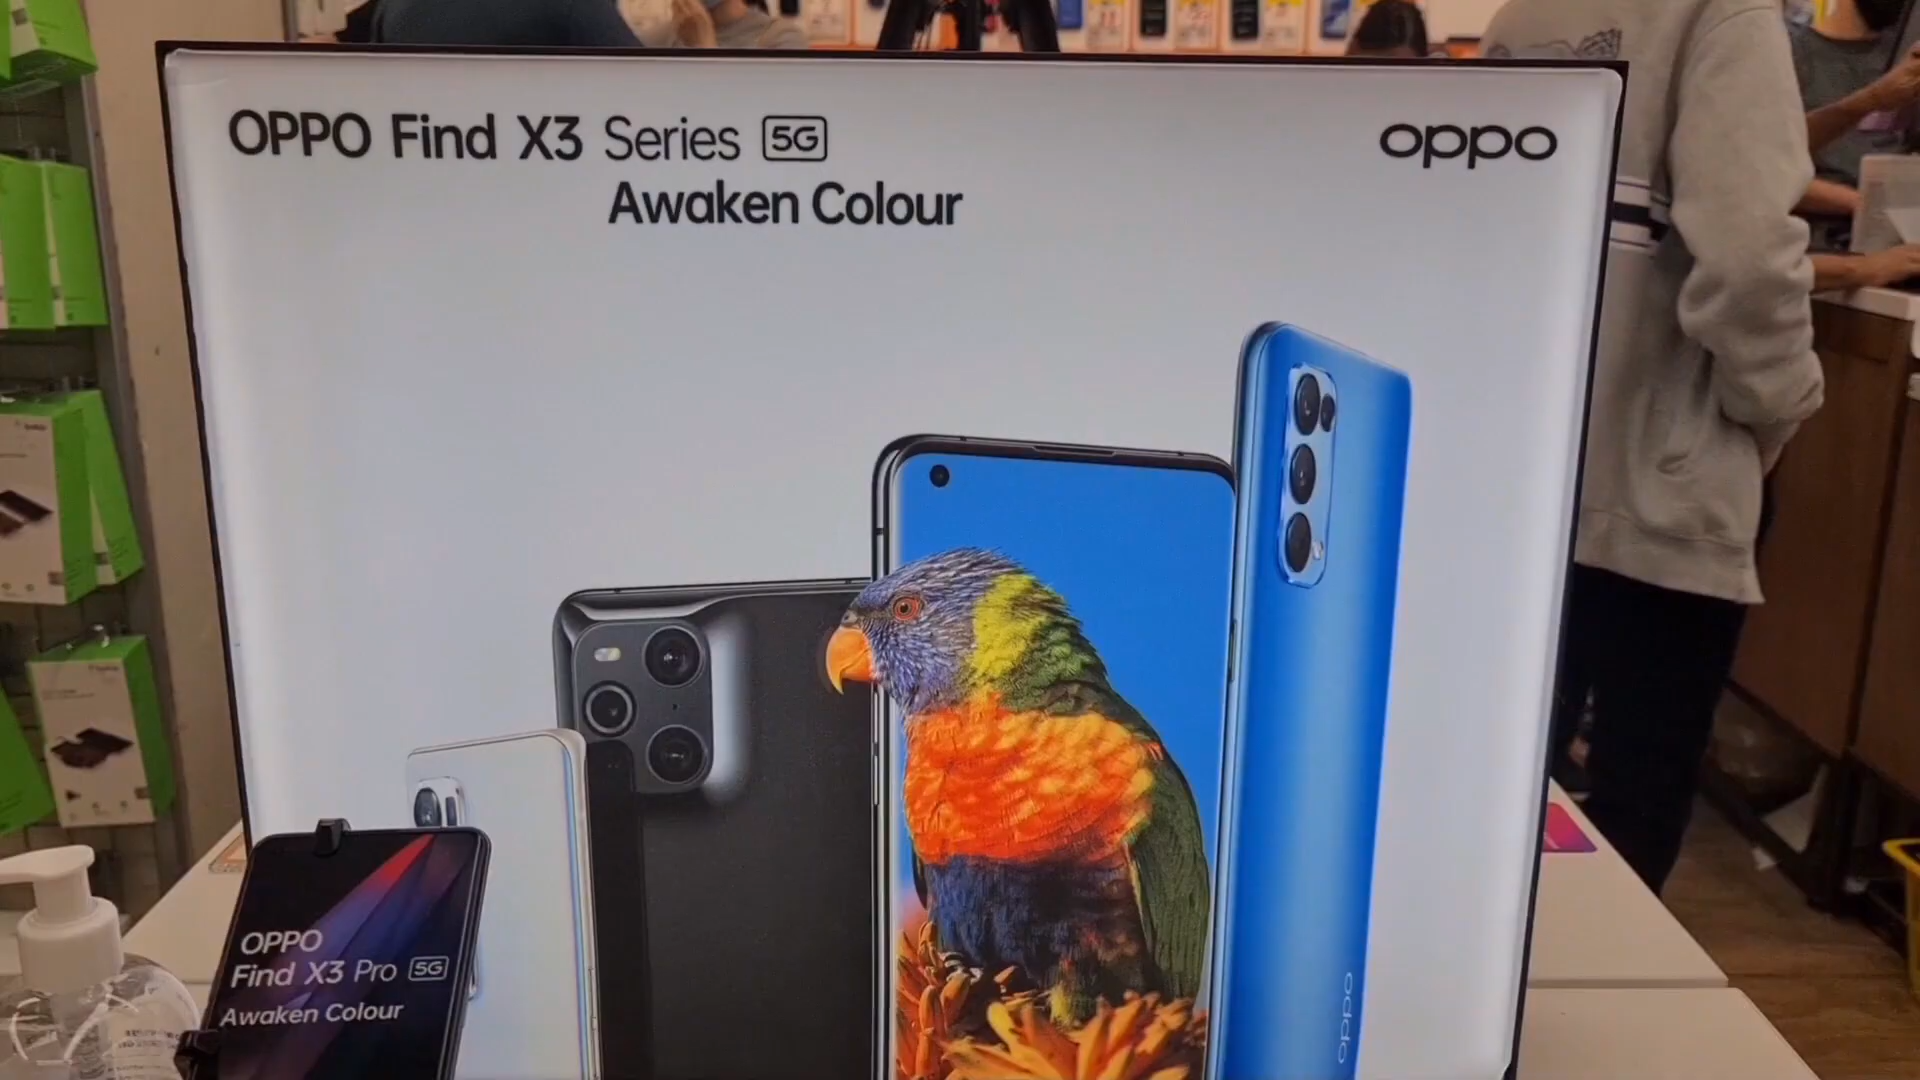 OPPO Find X3 Series 5G
Awaken Colour
oppo
oppo
OPPO
Find X3 Pro 5G
Awaken Colour